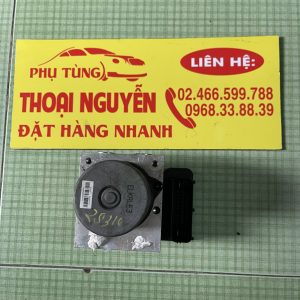 PHỤ TÙNG
THOẠI NGUYỄN
ĐẶT HÀNG NHANH
LIÊN HỆ:
02.466.599.788
0968.33.88.39